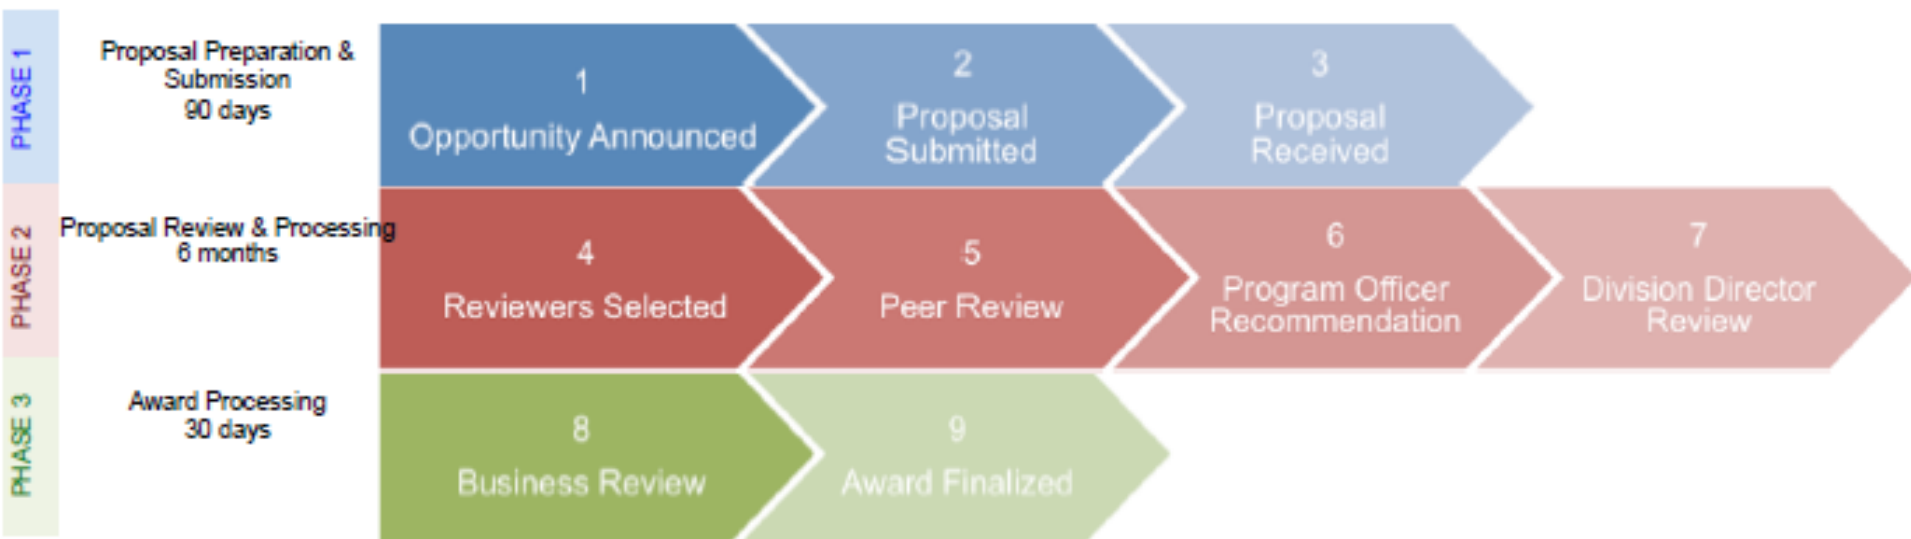 PHASE 1
Proposal Preparation &
Submission
90 days
1
Opportunity Announced
2
Proposal
Submitted
3
Proposal
Received
PHASE 2
Proposal Review & Processing
6 months
4
Reviewers Selected
5
Peer Review
6
Program Officer
Recommendation
7
Division Director
Review
PHASE 3
Award Processing
30 days
8
Business Review
9
Award Finalized